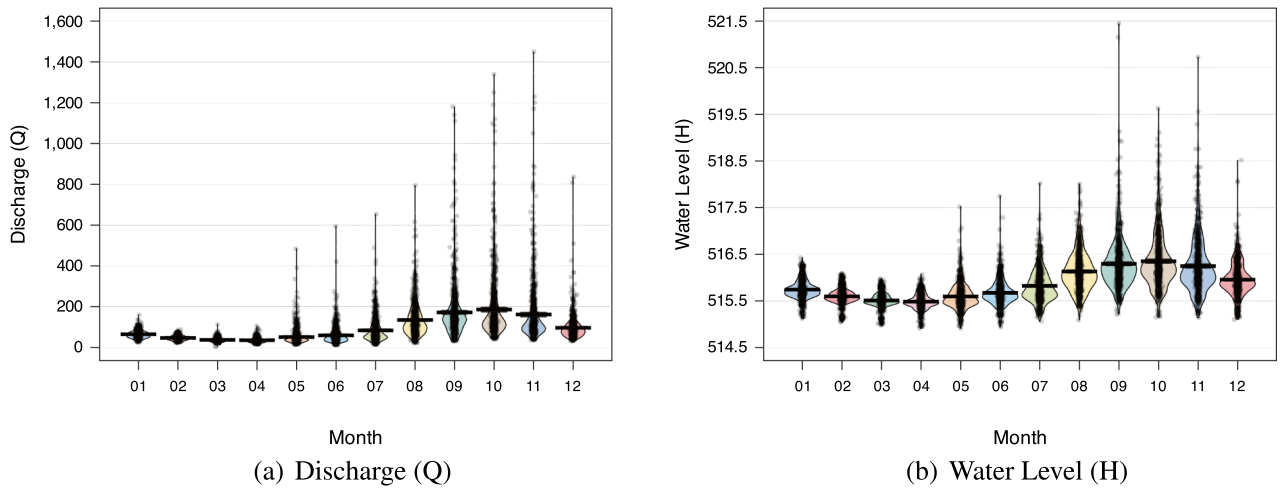 1,600
1,400
1,200
1,000
800
600
400
200
0
Discharge (Q)
01 02 03 04 05 06 07 08 09 10 11 12
Month
(a) Discharge (Q)
521.5
520.5
519.5
518.5
517.5
516.5
515.5
514.5
Water Level (H)
01 02 03 04 05 06 07 08 09 10 11 12
Month
(b) Water Level (H)